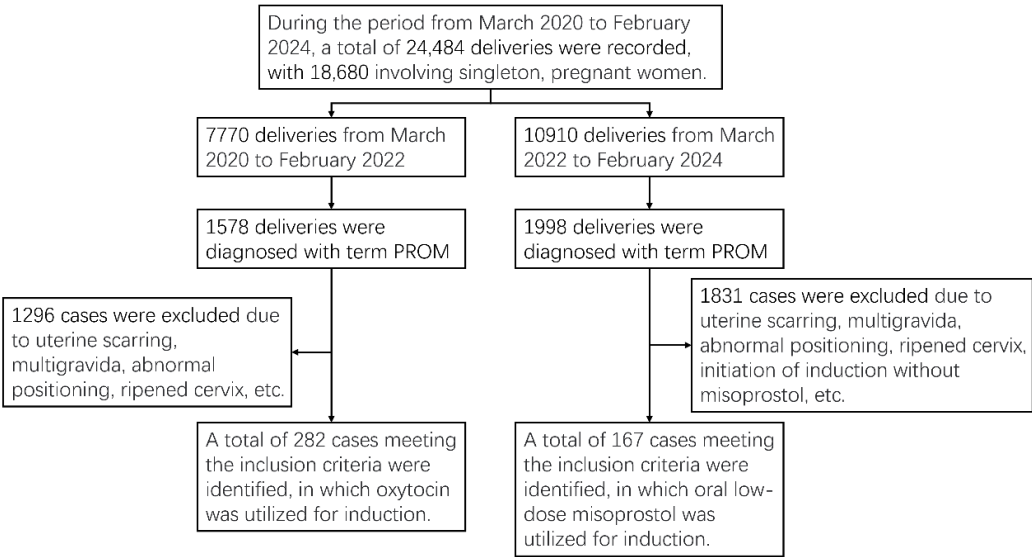 During the period from March 2020 to February
2024, a total of 24,484 deliveries were recorded,
with 18,680 involving singleton, pregnant women.
7770 deliveries from March
2020 to February 2022
10910 deliveries from March
2022 to February 2024
1578 deliveries were
diagnosed with term PROM
1998 deliveries were
diagnosed with term PROM
1296 cases were excluded due
to uterine scarring,
multigravida, abnormal
positioning, ripened cervix, etc.
1831 cases were excluded due to
uterine scarring, multigravida,
abnormal positioning, ripened cervix,
initiation of induction without
misoprostol, etc.
A total of 282 cases meeting
the inclusion criteria were
identified, in which oxytocin
was utilized for induction.
A total of 167 cases meeting
the inclusion criteria were
identified, in which oral low-
dose misoprostol was
utilized for induction.